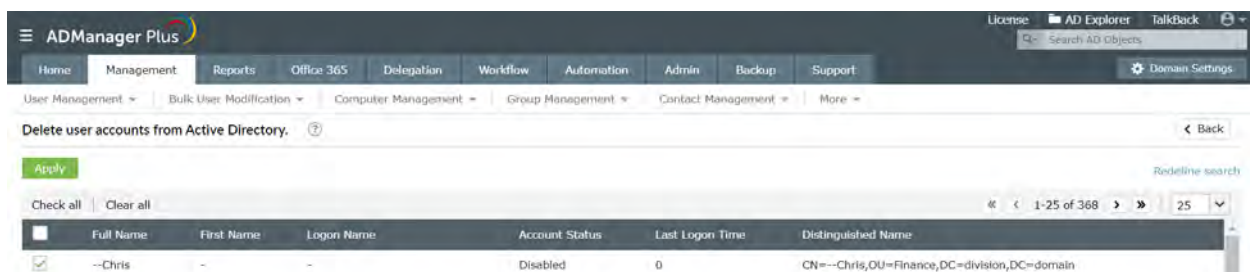 License AD Explorer TalkBack
ADManager Plus
Search AD Objects
Home Management Reports Office 365 Delegation Workflow Automation Admin Backup Support Domain Settings
User Management Bulk User Modification Computer Management Group Management Contact Management More
Delete user accounts from Active Directory. ? < Back
Apply
Redefine search
Check all | Clear all « < 1-25 of 368 > » 25
Full Name First Name Logon Name Account Status Last Logon Time Distinguished Name
--Chris - - Disabled 0 CN=--Chris,OU=Finance,DC=division,DC=domain